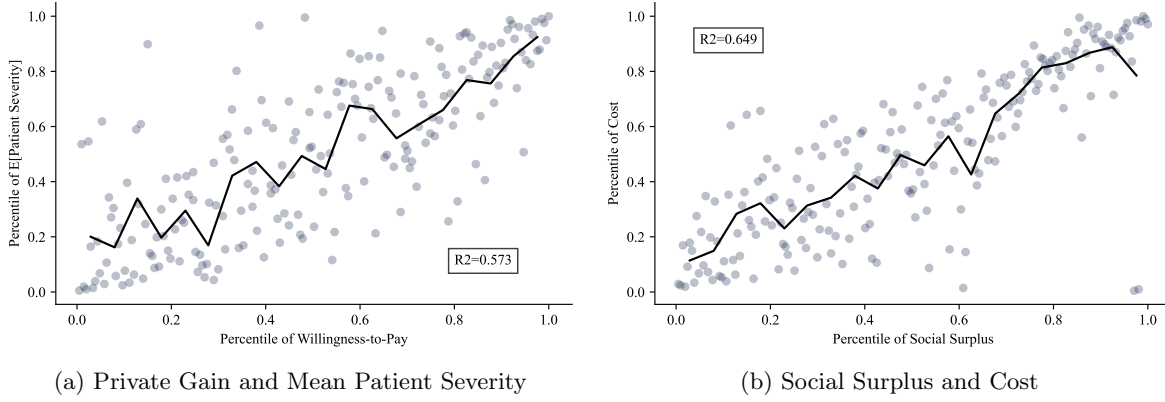 1.0
0.8
0.6
0.4
0.2
0.0
Percentile of E[Patient Severity]
R2=0.573
0.0 0.2 0.4 0.6 0.8 1.0
Percentile of Willingness-to-Pay
(a) Private Gain and Mean Patient Severity
1.0
0.8
0.6
0.4
0.2
0.0
Percentile of Cost
R2=0.649
0.0 0.2 0.4 0.6 0.8 1.0
Percentile of Social Surplus
(b) Social Surplus and Cost